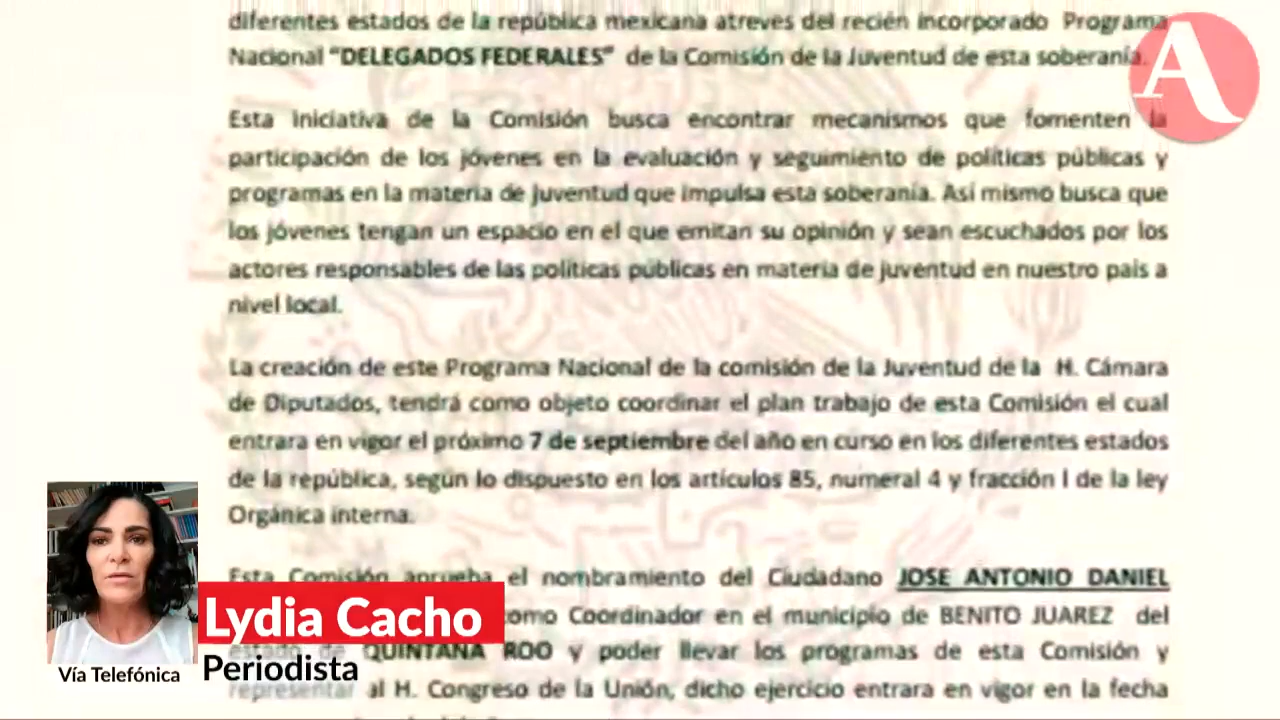 diferentes estados de la república mexicana atreves del recién incorporado Programa
Nacional "DELEGADOS FEDERALES" de la Comisión de la Juventud de esta soberanía.
A
Esta iniciativa de la Comisión busca encontrar mecanismos que fomenten la
participación de los jóvenes en la evaluación y seguimiento de políticas públicas y
programas en la materia de Juventud que impulsa esta soberanía. Así mismo busca que
los jóvenes tengan un espacio en el que emitan su opinión y sean escuchados por los
actores responsables de las políticas públicas en materia de juventud en nuestro país a
nivel local.
La creación de este Programa Nacional de la comisión de la Juventud de la H. Cámara
de Diputados, tendrá como objeto coordinar el plan trabajo de esta Comisión el cual
entrara en vigor el próximo 7 de septiembre del año en curso en los diferentes estados
de la república, según lo dispuesto en los artículos 85, numeral 4 y fracción I de la ley
Orgánica interna.
Esta Comisión aprueba el nombramiento del Ciudadano JOSE ANTONIO DANIEL
como Coordinador en el municipio de BENITO JUAREZ del
estado de QUINTANA ROO y poder llevar los programas de esta Comisión y
representar al H. Congreso de la Unión, dicho ejercicio entrara en vigor en la fecha
Lydia Cacho
Periodista
Vía Telefónica